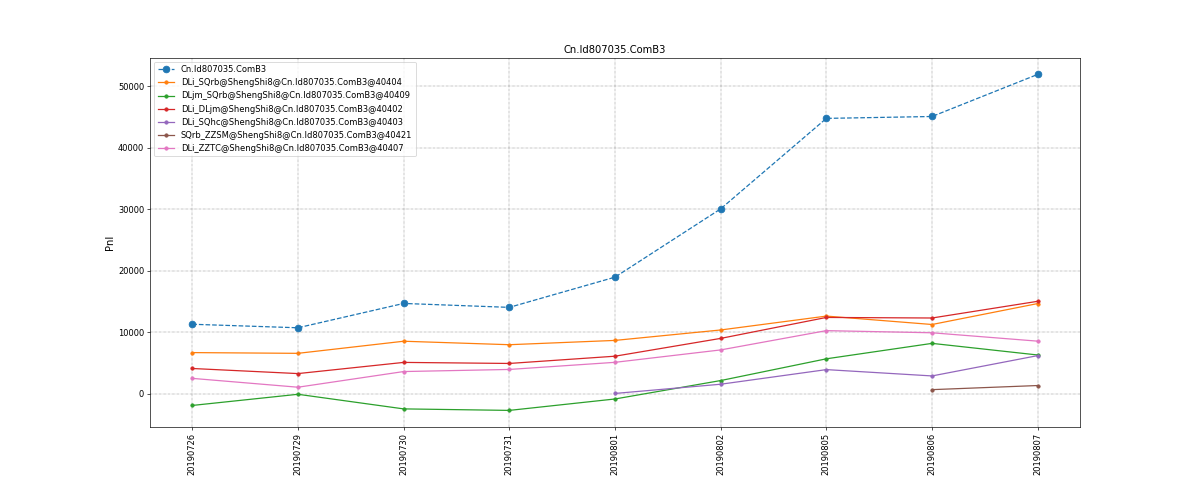 Cn.Id807035.ComB3
Cn.Id807035.ComB3
DLi_SQrb@ShengShi8@Cn.Id807035.ComB3@40404
DLjm_SQrb@ShengShi8@Cn.Id807035.ComB3@40409
DLi_DLjm@ShengShi8@Cn.Id807035.ComB3@40402
DLi_SQhc@ShengShi8@Cn.Id807035.ComB3@40403
SQrb_ZZSM@ShengShi8@Cn.Id807035.ComB3@40421
DLi_ZZTC@ShengShi8@Cn.Id807035.ComB3@40407
50000
40000
30000
20000
10000
0
Pnl
20190726
20190729
20190730
20190731
20190801
20190802
20190805
20190806
20190807